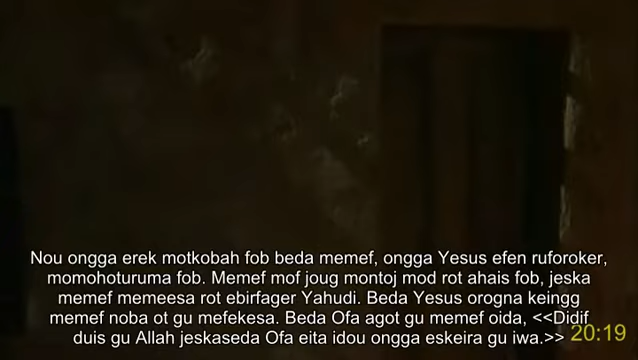 Nou ongga erek motkobah fob beda memef, ongga Yesus efen ruforoker,
momohoturuma fob. Memef mof joug montoj mod rot ahais fob, jeska
memef memeesa rot ebirfager Yahudi. Beda Yesus orogna keingg
memef noba ot gu mefekesa. Beda Ofa agot gu memef oida, <<Didif
duis gu Allah jeskaseda Ofa eita idou ongga eskeira gu iwa.>> 20:19